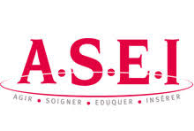 A.S.E.I
AGIR • SOIGNER • EDUQUER • INSÉRER